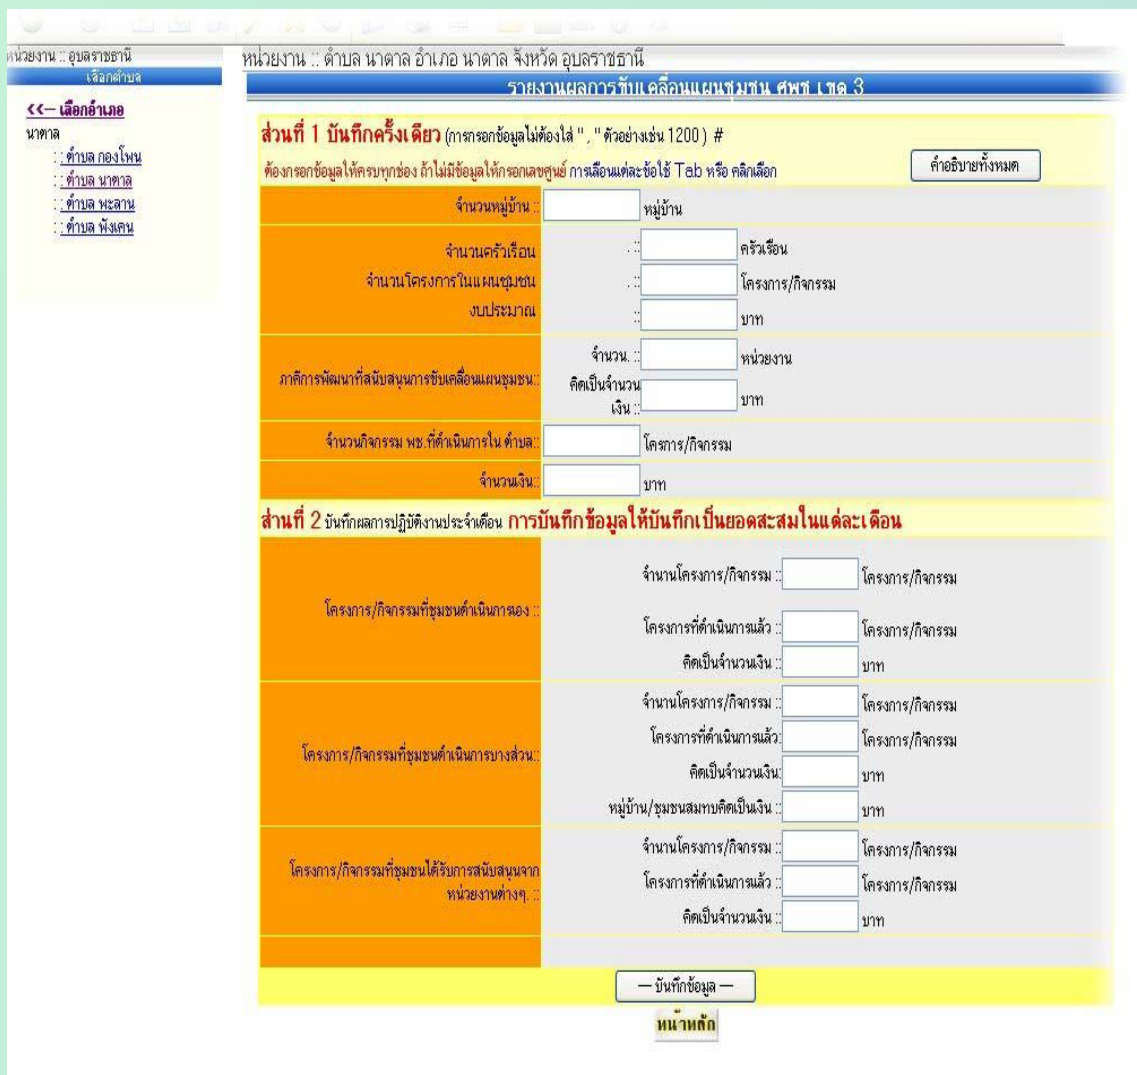 หน่วยงาน :: อุบลราชธานี
เลือกตำบล
<<— เลือกอำเภอ
นาตาล
: : ตำบล กองโพน
: : ตำบล นาตาล
: : ตำบล พะลาน
: : ตำบล พังเคน
หน่วยงาน :: ตำบล นาตาล อำเภอ นาตาล จังหวัด อุบลราชธานี
รายงานผลการขับเคลื่อนแผนชุมชน ศพช เขต 3
ส่วนที่ 1 บันทึกครั้งเดียว (การกรอกข้อมูลไม่ต้องใส่ " , " ตัวอย่างเช่น 1200 ) #
ต้องกรอกข้อมูลให้ครบทุกช่อง ถ้าไม่มีข้อมูลให้กรอกเลขศูนย์ การเลื่อนแต่ละข้อใช้ Tab หรือ คลิกเลือก
คำอธิบายทั้งหมด
จำนวนหมู่บ้าน :: หมู่บ้าน
จำนวนครัวเรือน . :: ครัวเรือน
จำนวนโครงการในแผนชุมชน . :: โครงการ/กิจกรรม
งบประมาณ :: บาท
ภาคีการพัฒนาที่สนับสนุนการขับเคลื่อนแผนชุมชน::
จำนวน. :: หน่วยงาน
คิดเป็นจำนวน
เงิน :: บาท
จำนวนกิจกรรม พช.ที่ดำเนินการใน ตำบล:: โครการ/กิจกรรม
จำนวนเงิน:: บาท
ส่านที่ 2 บันทึกผลการปฏิบัติงานประจำเดือน การบันทึกข้อมูลให้บันทึกเป็นยอดสะสมในแต่ละเดือน
โครงการ/กิจกรรมที่ชุมชนดำเนินการเอง ::
จำนานโครงการ/กิจกรรม :: โครงการ/กิจกรรม
โครงการที่ดำเนินการแล้ว :: โครงการ/กิจกรรม
คิดเป็นจำนวนเงิน :: บาท
โครงการ/กิจกรรมที่ชุมชนดำเนินการบางส่วน::
จำนานโครงการ/กิจกรรม :: โครงการ/กิจกรรม
โครงการที่ดำเนินการแล้ว: โครงการ/กิจกรรม
คิดเป็นจำนวนเงิน: บาท
หมู่บ้าน/ชุมชนสมทบคิดเป็นเงิน :: บาท
โครงการ/กิจกรรมที่ชุมชนได้รับการสนับสนุนจาก
หน่วยงานต่างๆ. ::
จำนานโครงการ/กิจกรรม :: โครงการ/กิจกรรม
โครงการที่ดำเนินการแล้ว :: โครงการ/กิจกรรม
คิดเป็นจำนวนเงิน :: บาท
— บันทึกข้อมูล —
หน้าหลัก